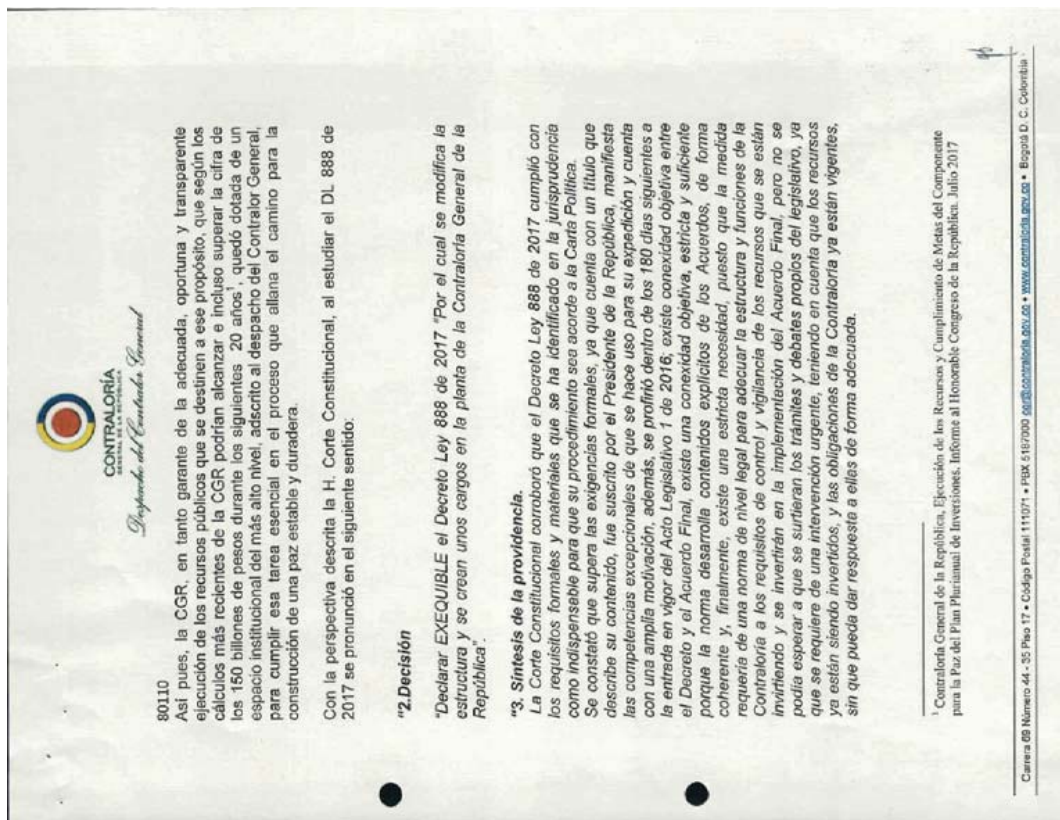 CONTRALORÍA
GENERAL DE LA REPÚBLICA
Despacho del Contralor General
80110
Así pues, la CGR, en tanto garante de la adecuada, oportuna y transparente
ejecución de los recursos públicos que se destinen a ese propósito, que según los
cálculos más recientes de la CGR podrían alcanzar e incluso superar la cifra de
los 150 billones de pesos durante los siguientes 20 años¹, quedó dotada de un
espacio institucional del más alto nivel, adscrito al despacho del Contralor General,
para cumplir esa tarea esencial en el proceso que allana el camino para la
construcción de una paz estable y duradera.
Con la perspectiva descrita la H. Corte Constitucional, al estudiar el DL 888 de
2017 se pronunció en el siguiente sentido:
"2.Decisión
"Declarar EXEQUIBLE el Decreto Ley 888 de 2017 "Por el cual se modifica la
estructura y se crean unos cargos en la planta de la Contraloría General de la
República".
"3. Síntesis de la providencia.
La Corte Constitucional corroboró que el Decreto Ley 888 de 2017 cumplió con
los requisitos formales y materiales que se ha identificado en la jurisprudencia
como indispensable para que su procedimiento sea acorde a la Carta Política.
Se constató que supera las exigencias formales, ya que cuenta con un título que
describe su contenido, fue suscrito por el Presidente de la República, manifiesta
las competencias excepcionales de que se hace uso para su expedición y cuenta
con una amplia motivación, además, se profirió dentro de los 180 días siguientes a
la entrada en vigor del Acto Legislativo 1 de 2016, existe conexidad objetiva entre
el Decreto y el Acuerdo Final, existe una conexidad objetiva, estricta y suficiente
porque la norma desarrolla contenidos explícitos de los Acuerdos, de forma
coherente y, finalmente, existe una estricta necesidad, puesto que la medida
requería de una norma de nivel legal para adecuar la estructura y funciones de la
Contraloría a los requisitos de control y vigilancia de los recursos que se están
invirtiendo y se invertirán en la implementación del Acuerdo Final, pero no se
podía esperar a que se surtieran los trámites y debates propios del legislativo, ya
que se requiere de una intervención urgente, teniendo en cuenta que los recursos
ya están siendo invertidos, y las obligaciones de la Contraloría ya están vigentes,
sin que pueda dar respuesta a ellas de forma adecuada.
¹ Contraloría General de la República, Ejecución de los Recursos y Cumplimiento de Metas del Componente
para la Paz del Plan Plurianual de Inversiones. Informe al Honorable Congreso de la República. Julio 2017
Carrera 69 Número 44 - 35 Piso 17 • Código Postal 111071 • PBX 5187000 cgr@contraloria.gov.co • www.contraloria.gov.co • Bogotá D. C. Colombia